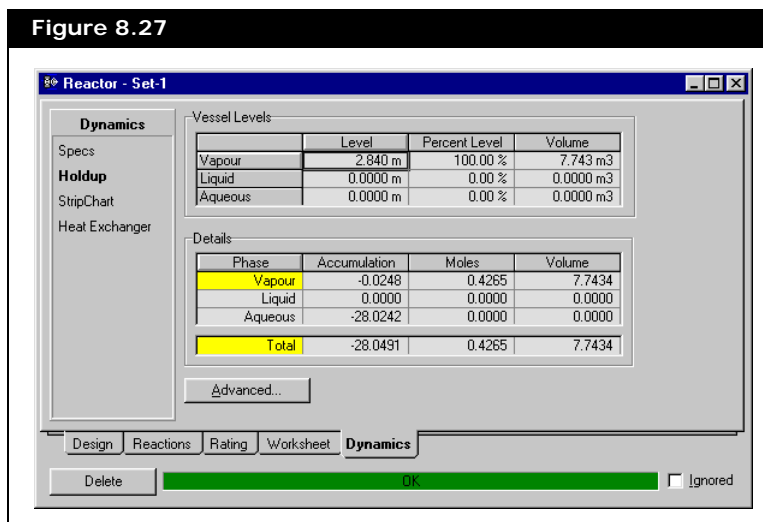 Figure 8.27
Reactor - Set-1
Dynamics
Specs
Holdup
StripChart
Heat Exchanger
Vessel Levels
Level Percent Level Volume
Vapour 2.840 m 100.00 % 7.743 m3
Liquid 0.0000 m 0.00 % 0.0000 m3
Aqueous 0.0000 m 0.00 % 0.0000 m3
Details
Phase Accumulation Moles Volume
Vapour -0.0248 0.4265 7.7434
Liquid 0.0000 0.0000 0.0000
Aqueous -28.0242 0.0000 0.0000
Total -28.0491 0.4265 7.7434
Advanced...
Design Reactions Rating Worksheet Dynamics
Delete OK Ignored